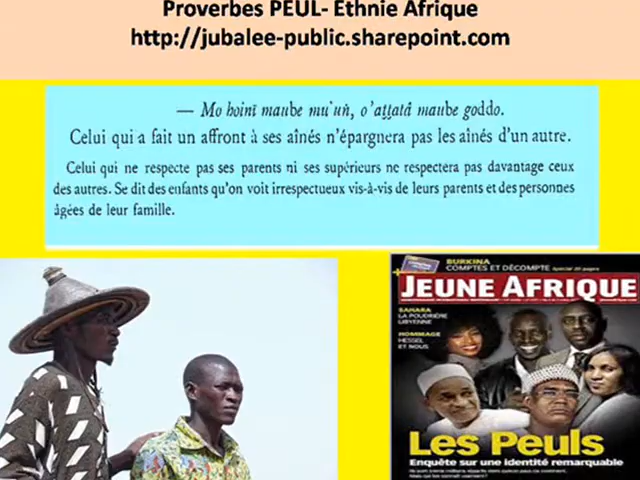 Proverbes PEUL- Ethnie Afrique
http://jubalee-public.sharepoint.com
— Mo hoinī maube mu'uṅ, o'aṭṭatâ maube goddo.
Celui qui a fait un affront à ses aînés n'épargnera pas les aînés d'un autre.
Celui qui ne respecte pas ses parents ni ses supérieurs ne respectera pas davantage ceux
des autres. Se dit des enfants qu'on voit irrespectueux vis-à-vis de leurs parents et des personnes
âgées de leur famille.
BURKINA
COMPTES ET DÉCOMPTE
JEUNE AFRIQUE
SAHARA
LA POUDRIÈRE
LIBYENNE
HOMMAGE
HESSEL
ET NOUS
Les Peuls
Enquête sur une identité remarquable